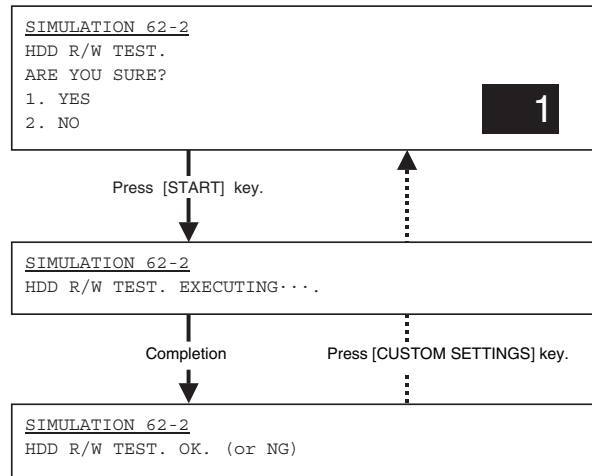 SIMULATION 62-2
HDD R/W TEST.
ARE YOU SURE?
1. YES
2. NO
1
Press [START] key.
SIMULATION 62-2
HDD R/W TEST. EXECUTING···.
Completion
Press [CUSTOM SETTINGS] key.
SIMULATION 62-2
HDD R/W TEST. OK. (or NG)